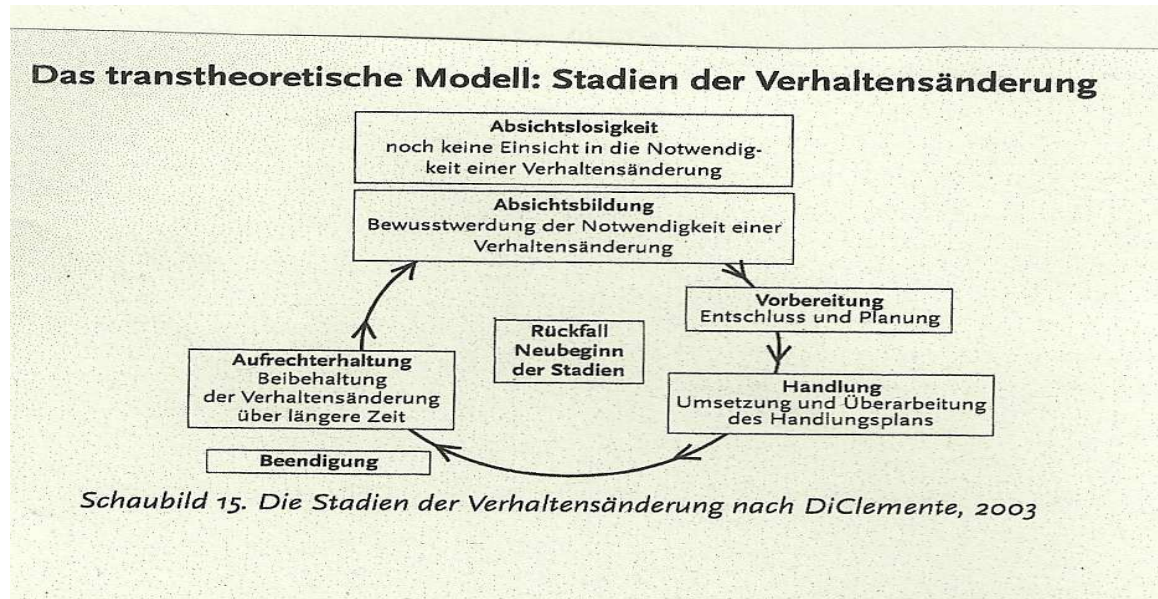 Das transtheoretische Modell: Stadien der Verhaltensänderung
Absichtslosigkeit
noch keine Einsicht in die Notwendig-
keit einer Verhaltensänderung
Absichtsbildung
Bewusstwerdung der Notwendigkeit einer
Verhaltensänderung
Vorbereitung
Entschluss und Planung
Rückfall
Neubeginn
der Stadien
Aufrechterhaltung
Beibehaltung
der Verhaltensänderung
über längere Zeit
Handlung
Umsetzung und Überarbeitung
des Handlungsplans
Beendigung
Schaubild 15. Die Stadien der Verhaltensänderung nach DiClemente, 2003